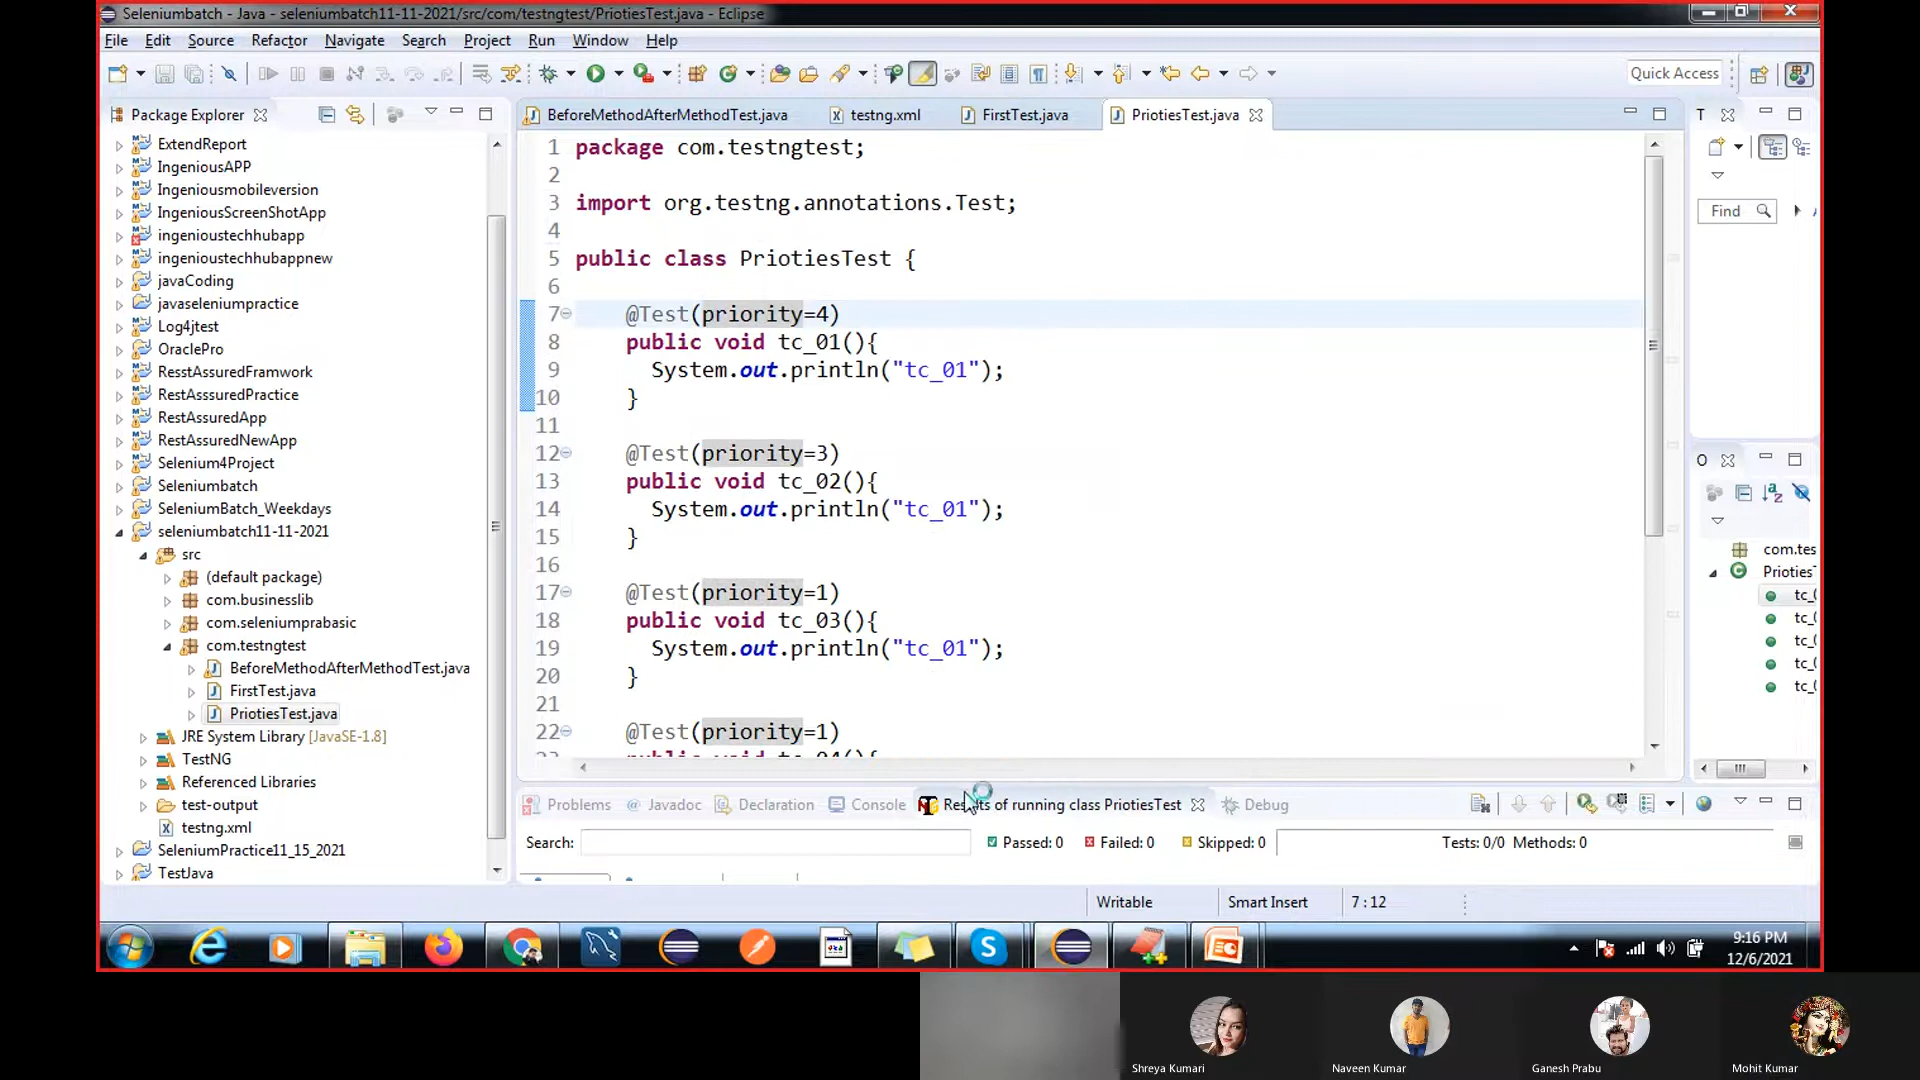 Seleniumbatch - Java - seleniumbatch11-11-2021/src/com/testngtest/PriotiesTest.java - Eclipse
File Edit Source Refactor Navigate Search Project Run Window Help
Quick Access
Package Explorer
ExtendReport
IngeniousAPP
Ingeniousmobileversion
IngeniousScreenShotApp
ingenioustechhubapp
ingenioustechhubappnew
javaCoding
javaseleniumpractice
Log4jtest
OraclePro
ResstAssuredFramwork
RestAsssuredPractice
RestAssuredApp
RestAssuredNewApp
Selenium4Project
Seleniumbatch
SeleniumBatch_Weekdays
seleniumbatch11-11-2021
src
(default package)
com.businesslib
com.seleniumprabasic
com.testngtest
BeforeMethodAfterMethodTest.java
FirstTest.java
PriotiesTest.java
JRE System Library [JavaSE-1.8]
TestNG
Referenced Libraries
test-output
testng.xml
SeleniumPractice11_15_2021
TestJava
BeforeMethodAfterMethodTest.java testng.xml FirstTest.java PriotiesTest.java
1 package com.testngtest;
2
3 import org.testng.annotations.Test;
4
5 public class PriotiesTest {
6
7 @Test(priority=4)
8 public void tc_01(){
9 System.out.println("tc_01");
10 }
11
12 @Test(priority=3)
13 public void tc_02(){
14 System.out.println("tc_01");
15 }
16
17 @Test(priority=1)
18 public void tc_03(){
19 System.out.println("tc_01");
20 }
21
22 @Test(priority=1)
T
Find
O
com.tes
Prioties
tc_
tc_
tc_
tc_
tc_
Problems Javadoc Declaration Console Results of running class PriotiesTest Debug
Search: Passed: 0 Failed: 0 Skipped: 0 Tests: 0/0 Methods: 0
Writable Smart Insert 7 : 12
9:16 PM
12/6/2021
Shreya Kumari Naveen Kumar Ganesh Prabu Mohit Kumar